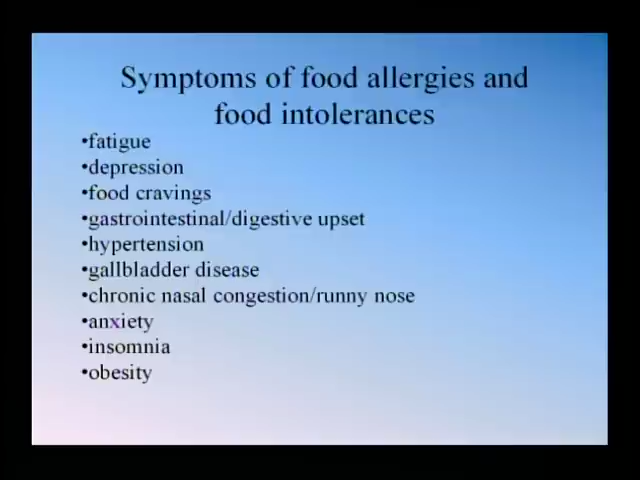 Symptoms of food allergies and
food intolerances
•fatigue
•depression
•food cravings
•gastrointestinal/digestive upset
•hypertension
•gallbladder disease
•chronic nasal congestion/runny nose
•anxiety
•insomnia
•obesity